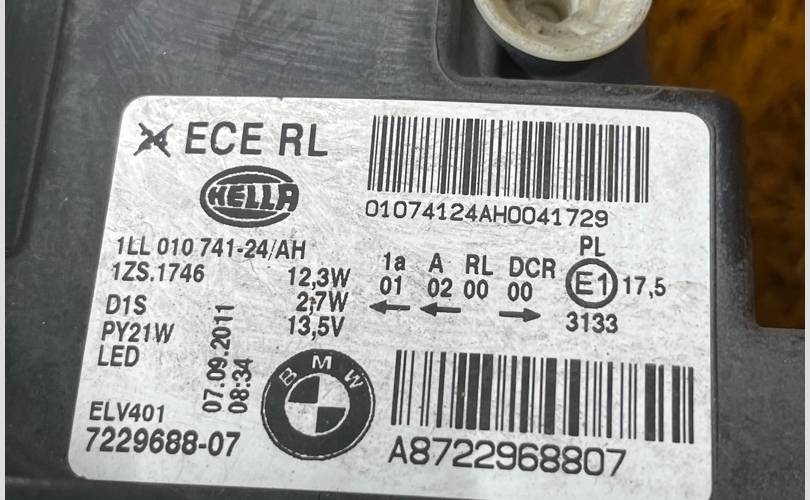 24 ECE RL
HELLA
01074124AH0041729
1LL 010 741-24/AH
1ZS.1746
D1S
PY21W
LED
12,3W
2,7W
13,5V
07.09.2011
08:34
1a A RL DCR
01 02 00 00
PL
E1 17,5
3133
BMW
ELV401
7229688-07
A8722968807